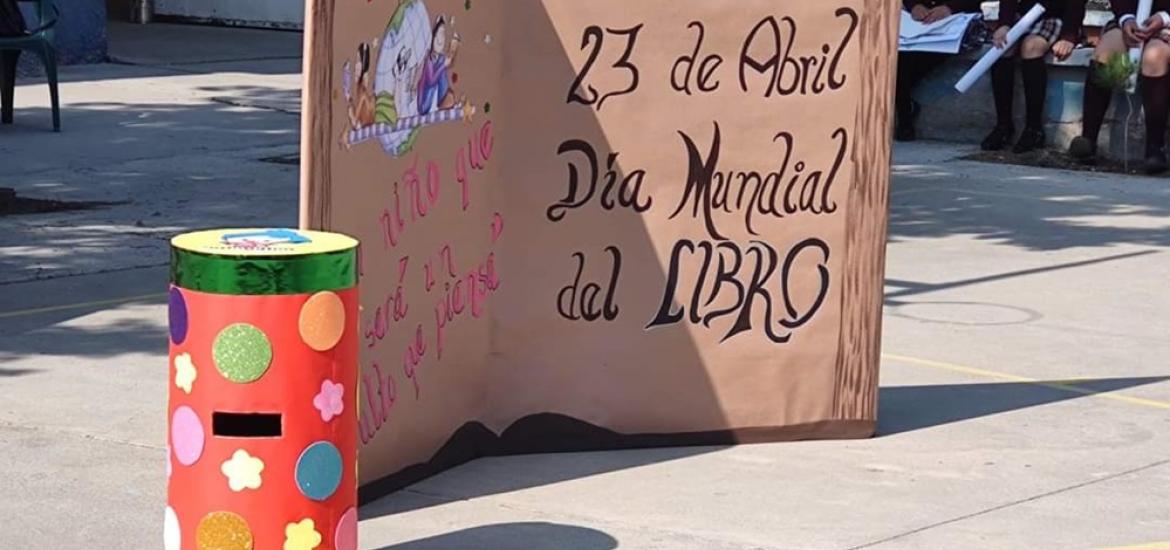 niño que
será un
que piensa"
23 de Abril
Día Mundial
del LIBRO